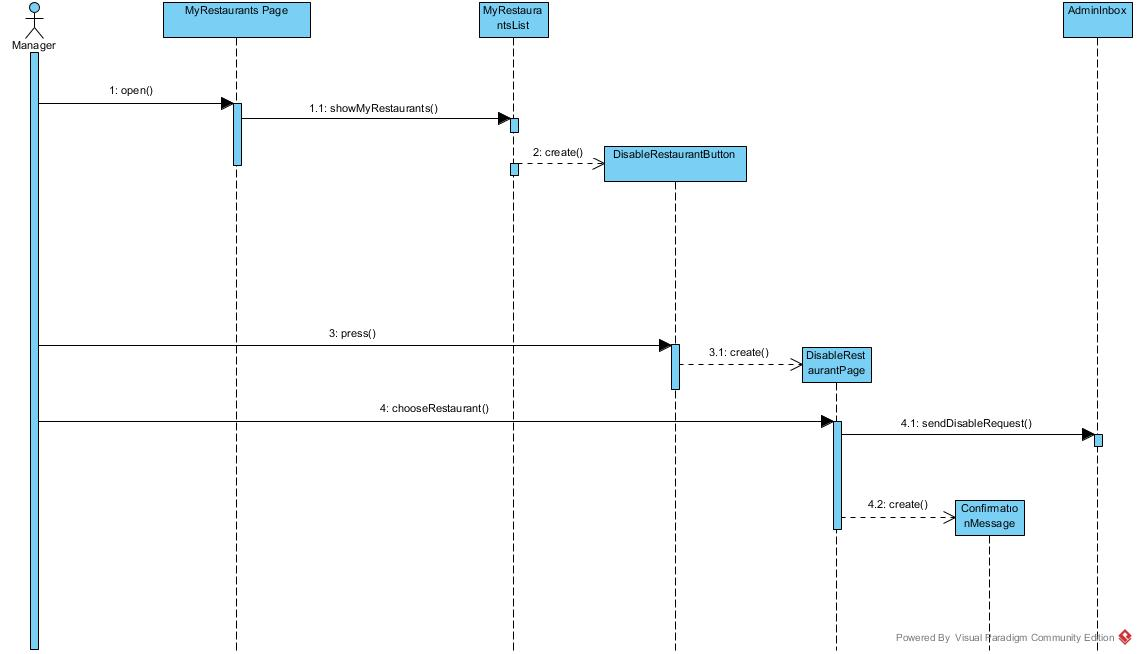 MyRestaurants Page
MyRestaura
ntsList
AdminInbox
Manager
1: open()
1.1: showMyRestaurants()
2: create()
DisableRestaurantButton
3: press()
3.1: create()
DisableRest
aurantPage
4: chooseRestaurant()
4.1: sendDisableRequest()
4.2: create()
Confirmatio
nMessage
Powered By Visual Paradigm Community Edition